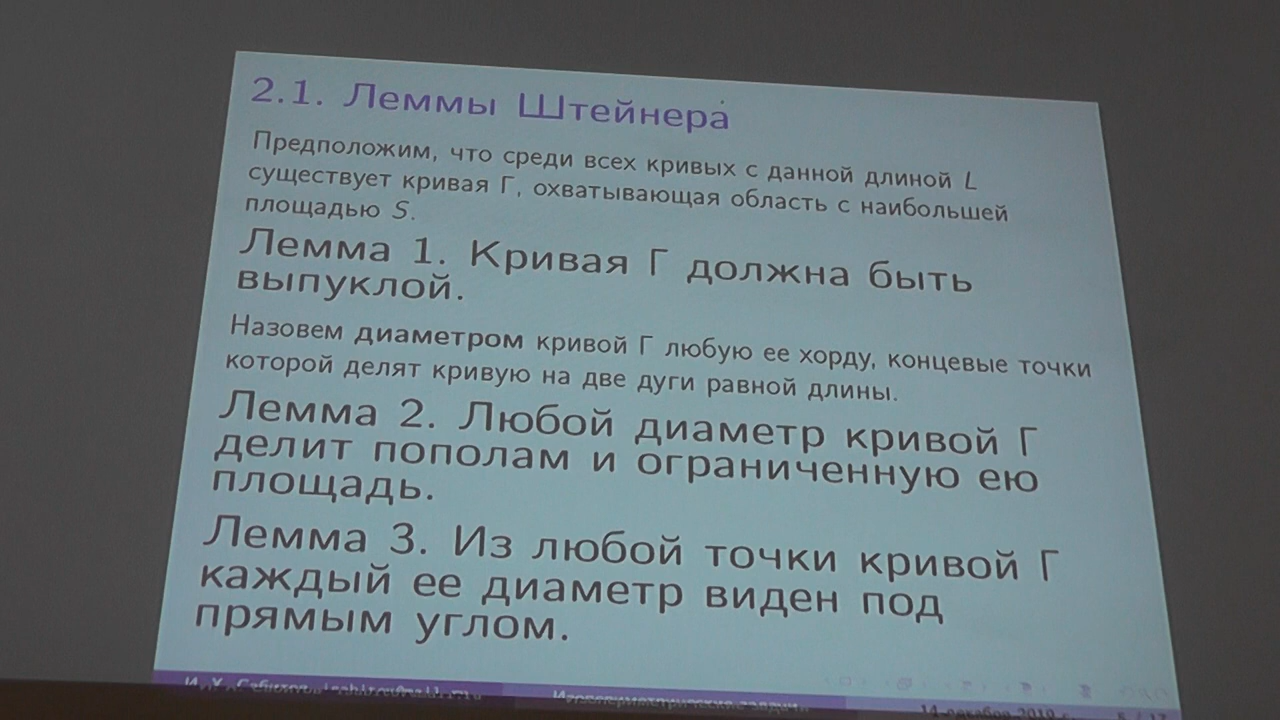 2.1. Леммы Штейнера
Предположим, что среди всех кривых с данной длиной L
существует кривая Г, охватывающая область с наибольшей
площадью S.
Лемма 1. Кривая Г должна быть
выпуклой.
Назовем диаметром кривой Г любую ее хорду, концевые точки
которой делят кривую на две дуги равной длины.
Лемма 2. Любой диаметр кривой Г
делит пополам и ограниченную ею
площадь.
Лемма 3. Из любой точки кривой Г
каждый ее диаметр виден под
прямым углом.
14 декабря 2019 г.